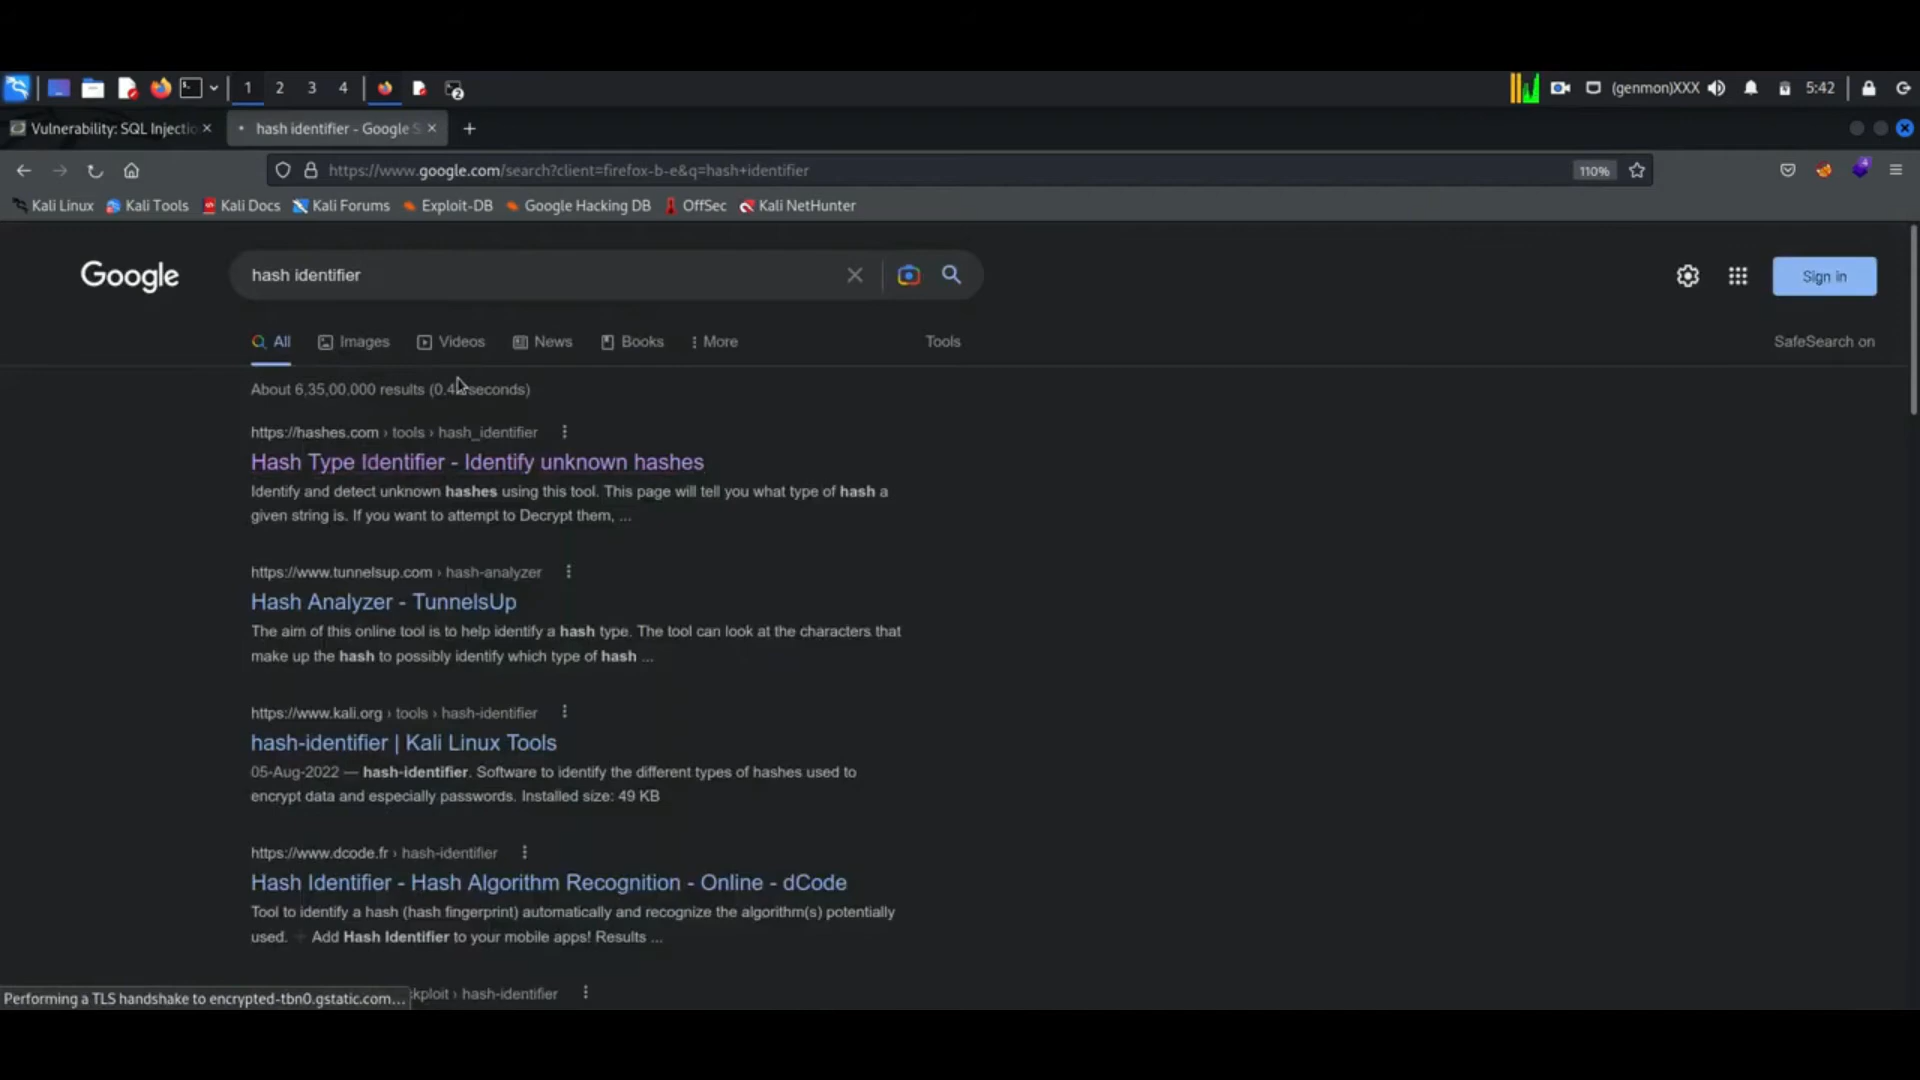 1 2 3 4 (genmon)XXX 5:42
Vulnerability: SQL Injectio hash identifier - Google S
https://www.google.com/search?client=firefox-b-e&q=hash+identifier 110%
Kali Linux Kali Tools Kali Docs Kali Forums Exploit-DB Google Hacking DB OffSec Kali NetHunter
Google hash identifier Sign in
All Images Videos News Books More Tools SafeSearch on
About 6,35,00,000 results (0.4 seconds)
https://hashes.com › tools › hash_identifier
Hash Type Identifier - Identify unknown hashes
Identify and detect unknown hashes using this tool. This page will tell you what type of hash a
given string is. If you want to attempt to Decrypt them, ...
https://www.tunnelsup.com › hash-analyzer
Hash Analyzer - TunnelsUp
The aim of this online tool is to help identify a hash type. The tool can look at the characters that
make up the hash to possibly identify which type of hash ...
https://www.kali.org › tools › hash-identifier
hash-identifier | Kali Linux Tools
05-Aug-2022 — hash-identifier. Software to identify the different types of hashes used to
encrypt data and especially passwords. Installed size: 49 KB
https://www.dcode.fr › hash-identifier
Hash Identifier - Hash Algorithm Recognition - Online - dCode
Tool to identify a hash (hash fingerprint) automatically and recognize the algorithm(s) potentially
used. Add Hash Identifier to your mobile apps! Results ...
Performing a TLS handshake to encrypted-tbn0.gstatic.com... kploit › hash-identifier